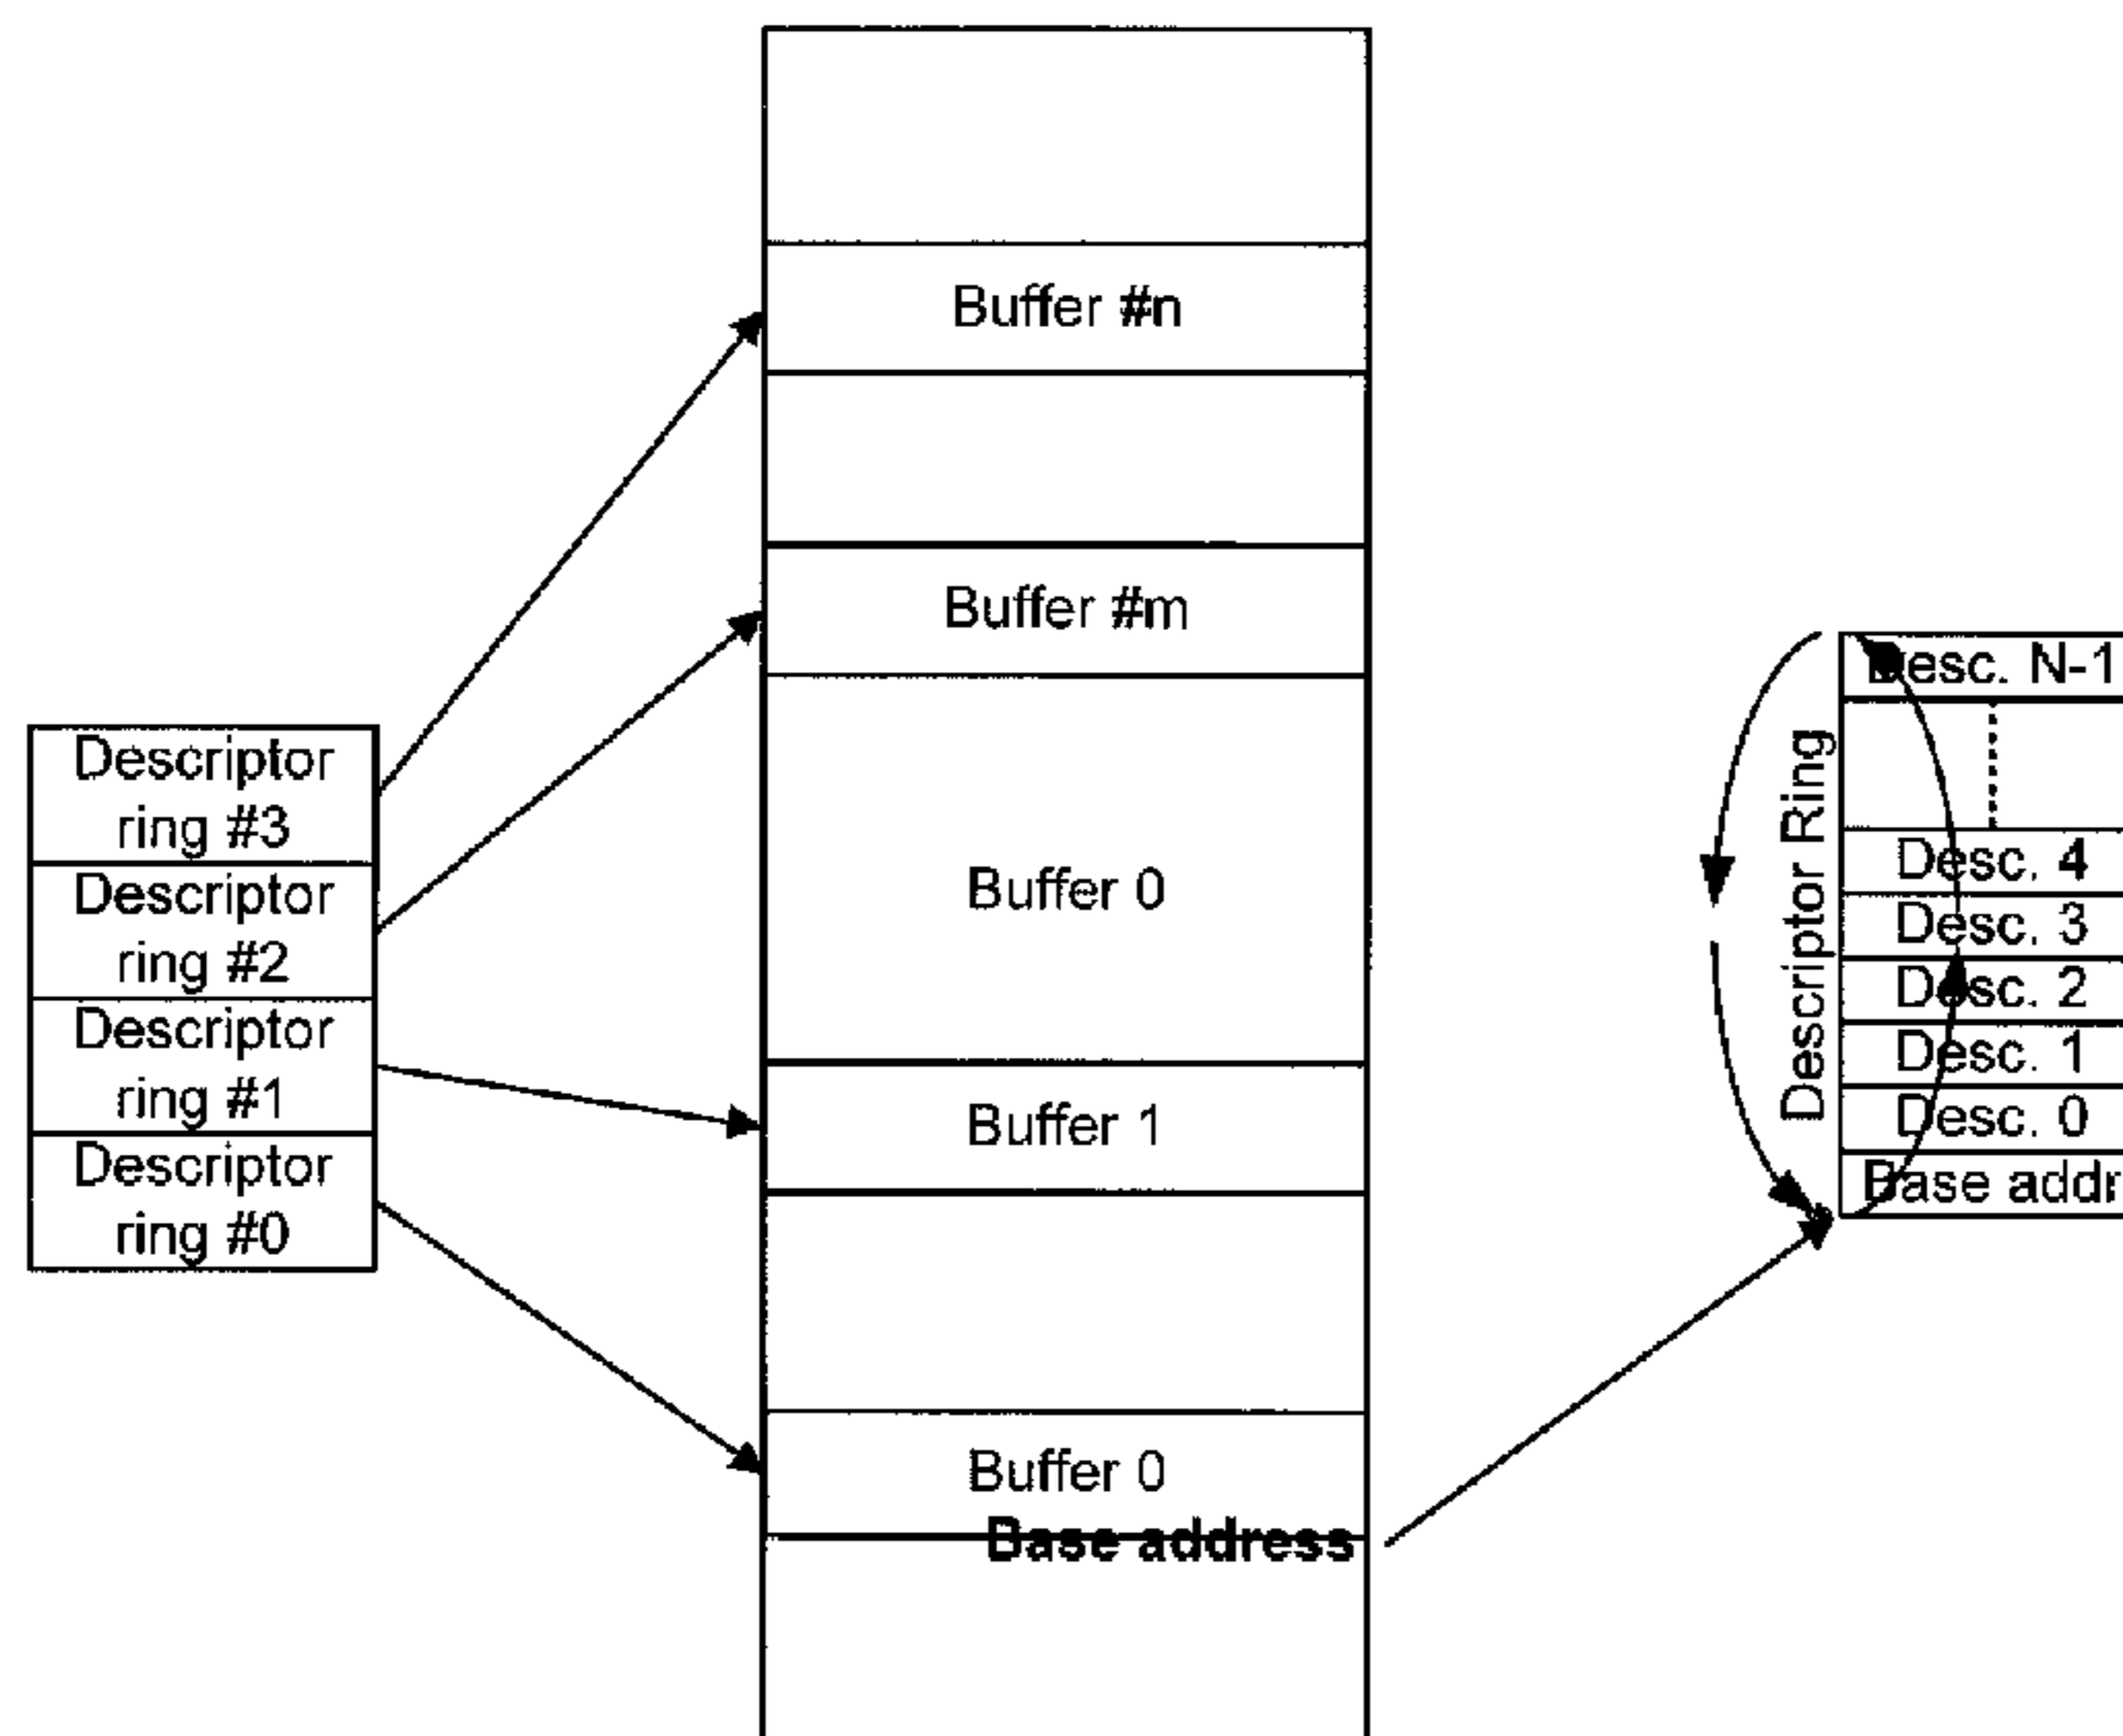 Buffer #n
Buffer #m
Buffer 0
Buffer 1
Buffer 0
Base address
Descriptor
ring #3
Descriptor
ring #2
Descriptor
ring #1
Descriptor
ring #0
Descriptor Ring
Desc. N-1
Desc. 4
Desc. 3
Desc. 2
Desc. 1
Desc. 0
Base addr